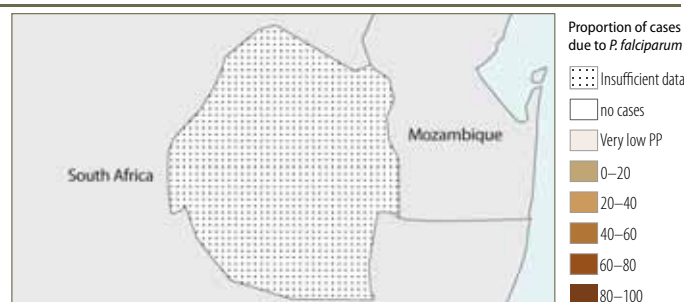 Proportion of cases
due to P. falciparum
Insufficient data
no cases
Very low PP
0–20
20–40
40–60
60–80
80–100
Mozambique
South Africa